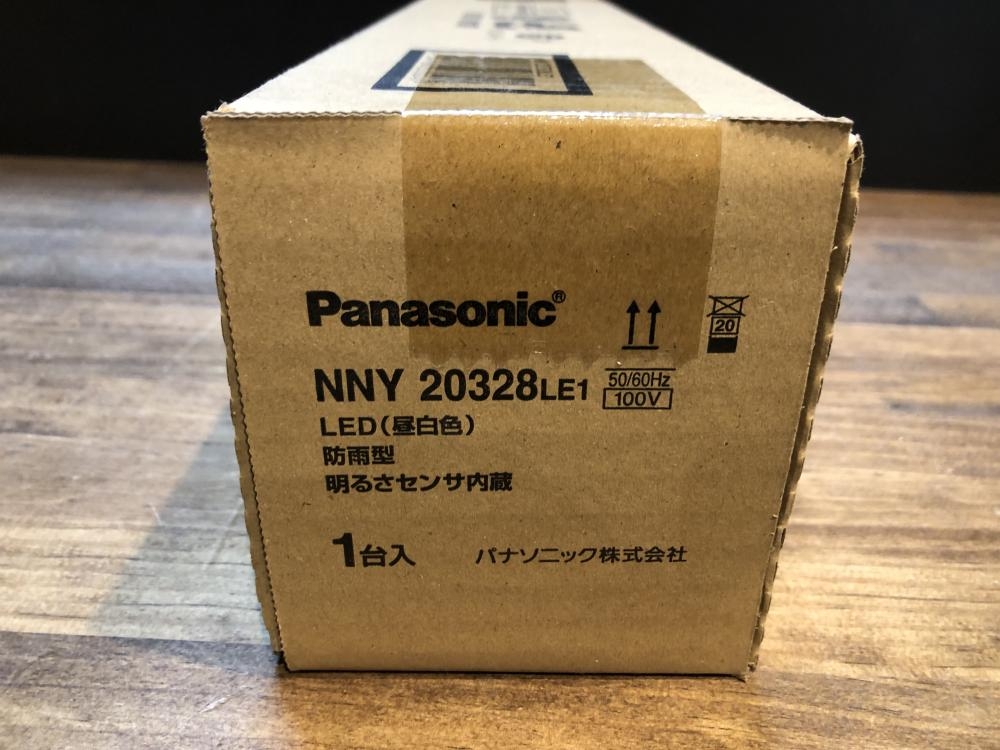 Panasonic®
20
NNY 20328LE1
50/60Hz
100V
LED(昼白色)
防雨型
明るさセンサ内蔵
1台入 パナソニック株式会社